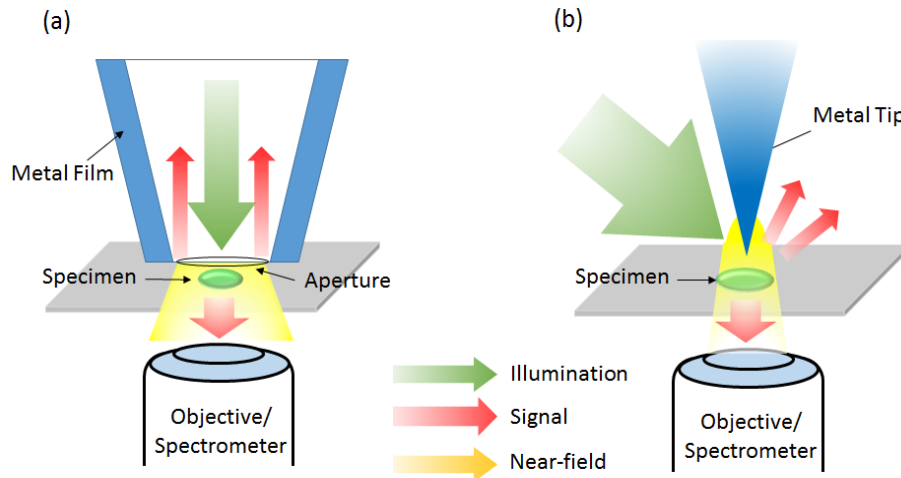 (a)
Metal Film
Specimen
Aperture
Objective/
Spectrometer
Illumination
Signal
Near-field
(b)
Metal Tip
Specimen
Objective/
Spectrometer